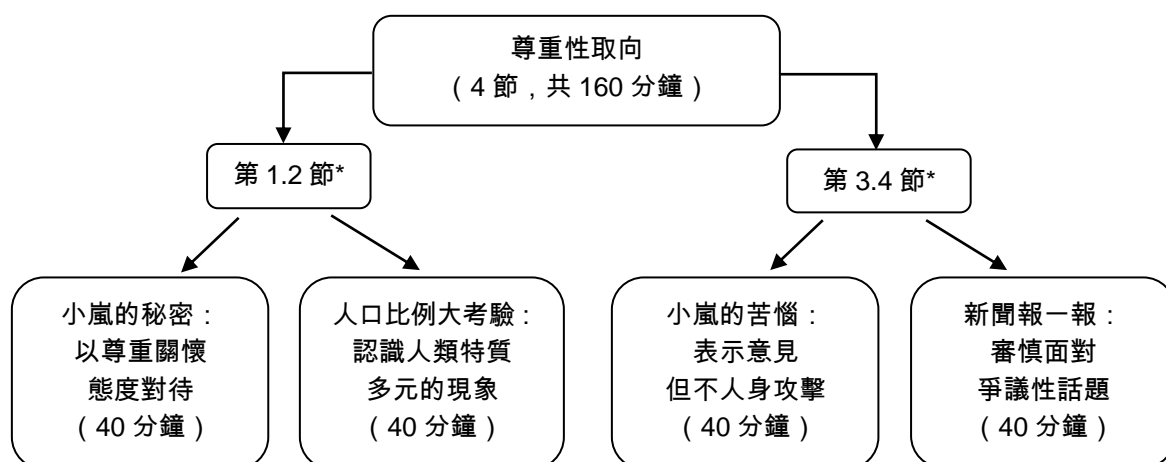 尊重性取向
（4 節，共 160 分鐘）
第 1.2 節*
第 3.4 節*
小嵐的秘密：
以尊重關懷
態度對待
（40 分鐘）
人口比例大考驗：
認識人類特質
多元的現象
（40 分鐘）
小嵐的苦惱：
表示意見
但不人身攻擊
（40 分鐘）
新聞報一報：
審慎面對
爭議性話題
（40 分鐘）